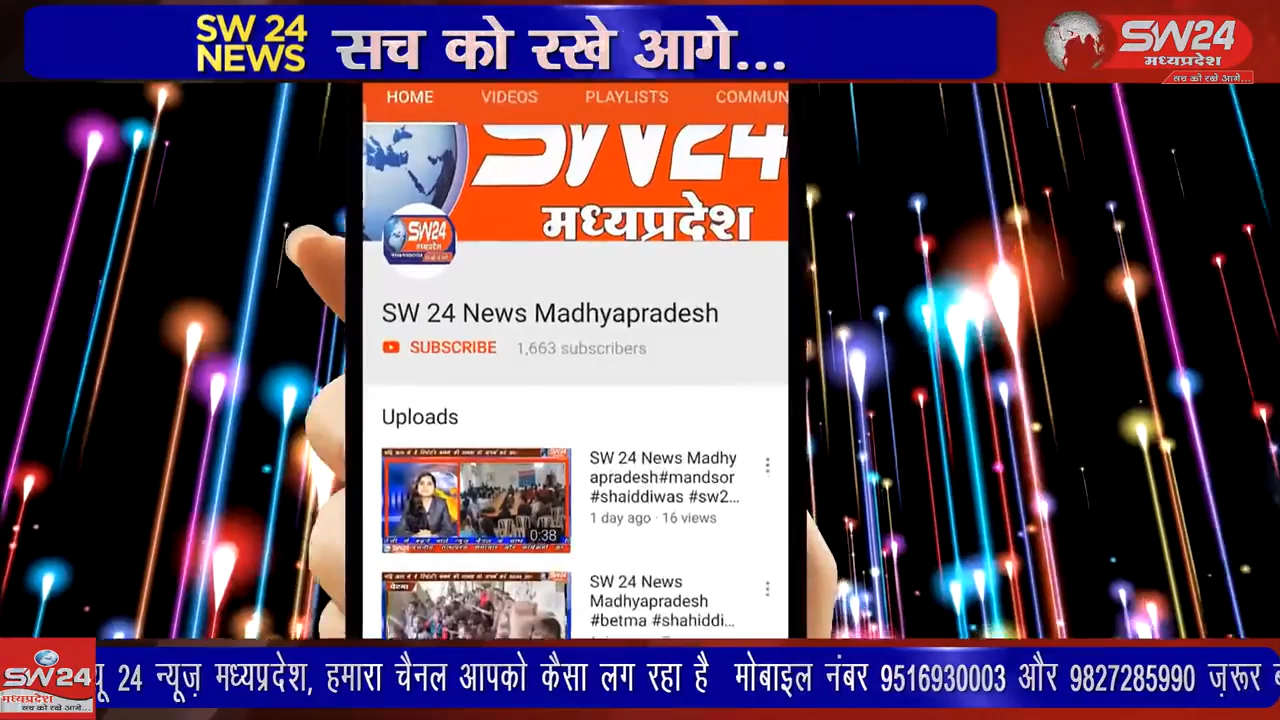 SW 24
NEWS
सच को रखे आगे...
SW24
मध्यप्रदेश
सच को रखे आगे...
HOME VIDEOS PLAYLISTS COMMUN
SW24
मध्यप्रदेश
SW24
SW 24 News Madhyapradesh
SUBSCRIBE 1,663 subscribers
Uploads
SW 24 News Madhy
apradesh#mandsor
#shaiddiwas #sw2...
1 day ago · 16 views
0:38
SW 24 News
Madhyapradesh
#betma #shahiddi...
बेटमा
SW24
मध्यप्रदेश
सच को रखे आगे...
यू 24 न्यूज़ मध्यप्रदेश, हमारा चैनल आपको कैसा लग रहा है मोबाइल नंबर 9516930003 और 9827285990 ज़रूर